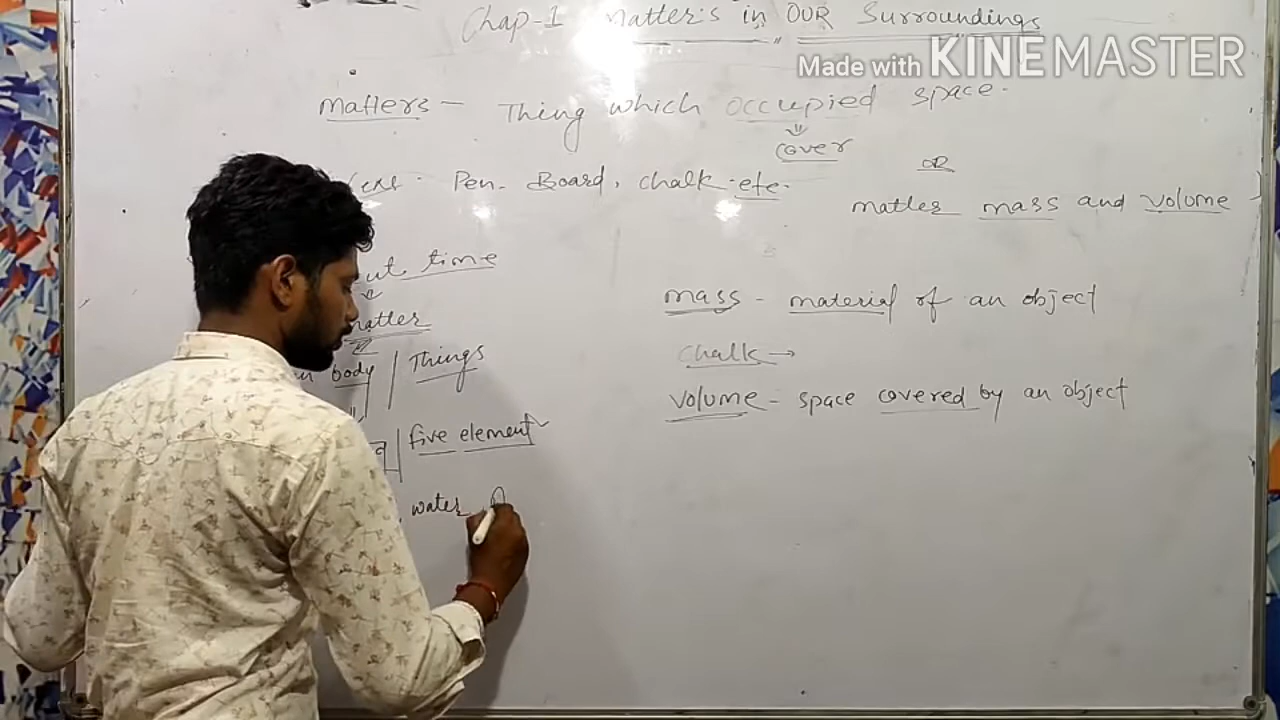 Chap-1 Matter's in OUR Surroundings
Made with KINEMASTER
Matters - Thing which occupied space.
cover
OR
Pen. Board, chalk etc.
matter mass and volume
time
mass - material of an object
matter
chalk →
body | Things
volume - space covered by an object
five element
water